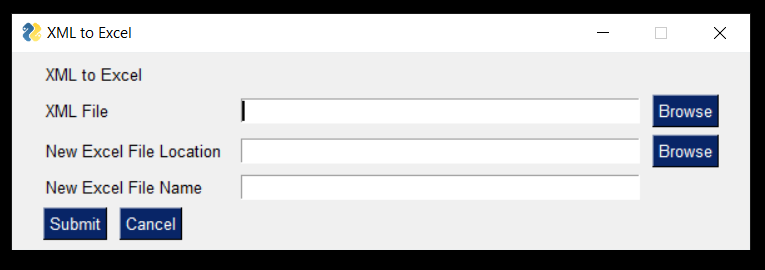 XML to Excel
XML to Excel
XML File Browse
New Excel File Location Browse
New Excel File Name
Submit Cancel